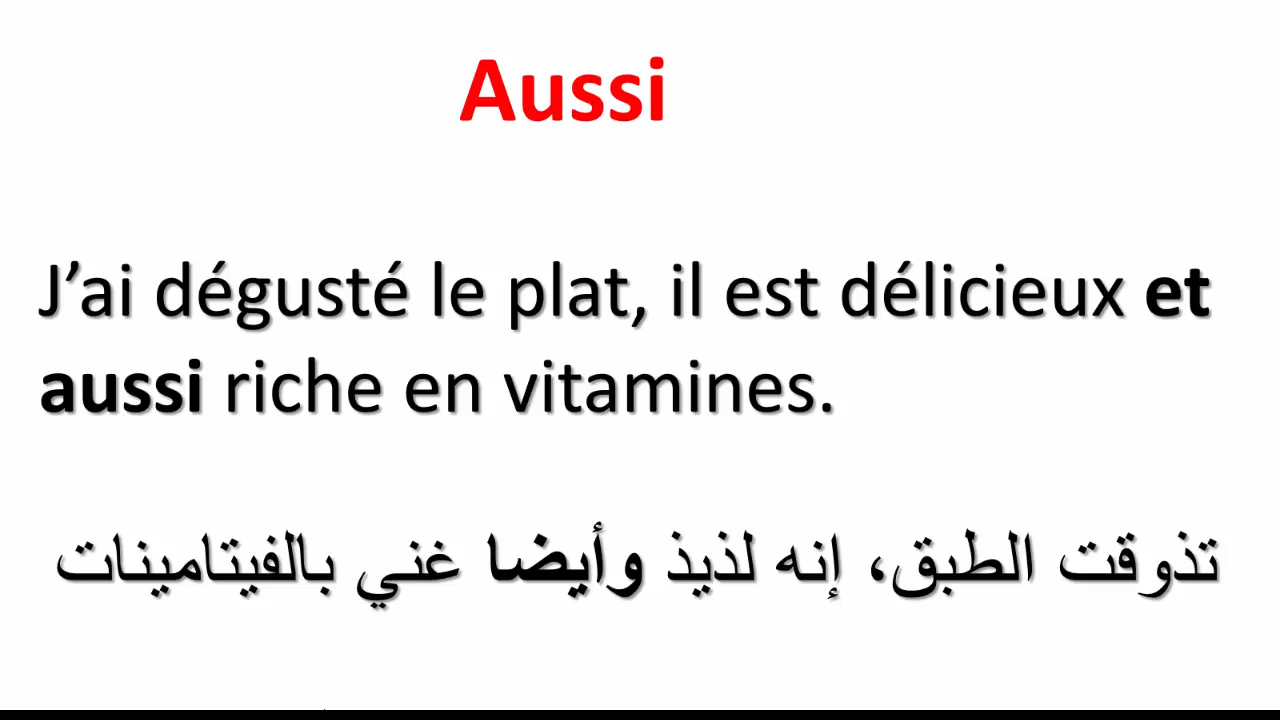 Aussi
J’ai dégusté le plat, il est délicieux et
aussi riche en vitamines.
تذوقت الطبق، إنه لذيذ وأيضا غني بالفيتامينات